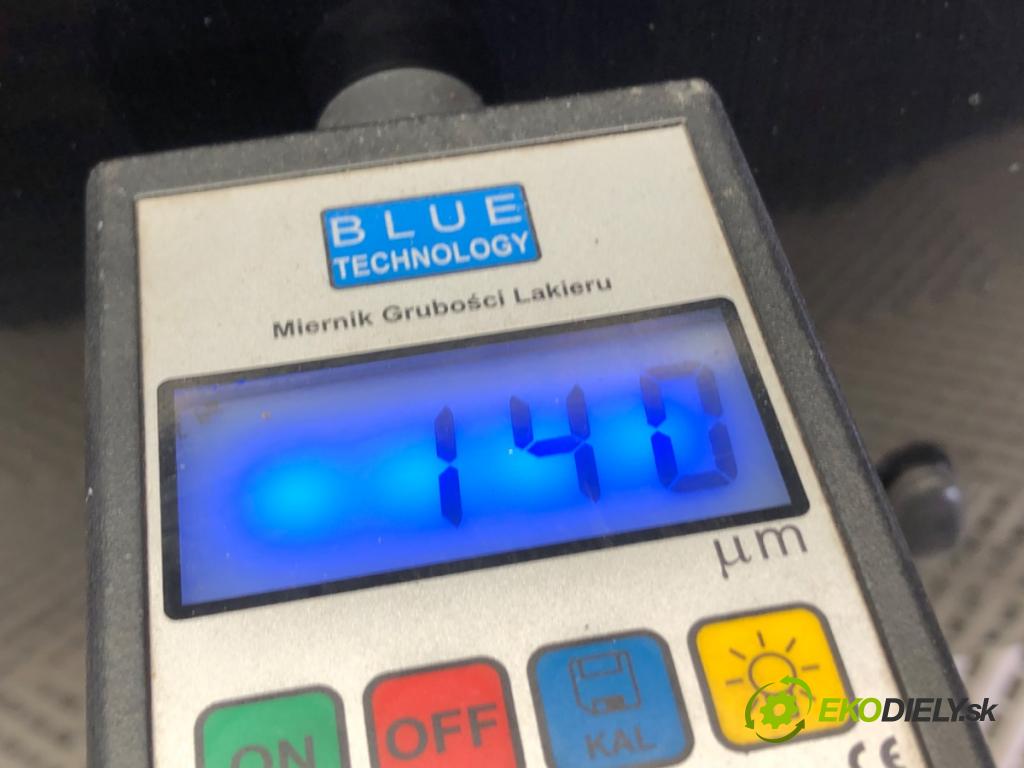 BLUE
TECHNOLOGY
Miernik Grubości Lakieru
140
µm
ON
OFF
KAL
CE
EKODIELY.sk